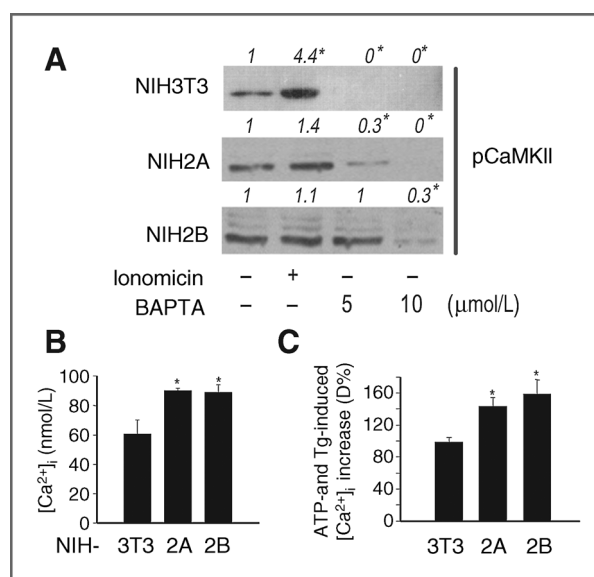 A
1 4.4* 0* 0*
NIH3T3
1 1.4 0.3* 0*
NIH2A
pCaMKII
1 1.1 1 0.3*
NIH2B
Ionomicin – + – –
BAPTA – – 5 10 (μmol/L)
B
[Ca²⁺]ᵢ (nmol/L)
100
80
60
40
20
0
* *
NIH- 3T3 2A 2B
C
ATP-and Tg-induced
[Ca²⁺]ᵢ increase (D%)
160
120
80
40
0
* *
3T3 2A 2B